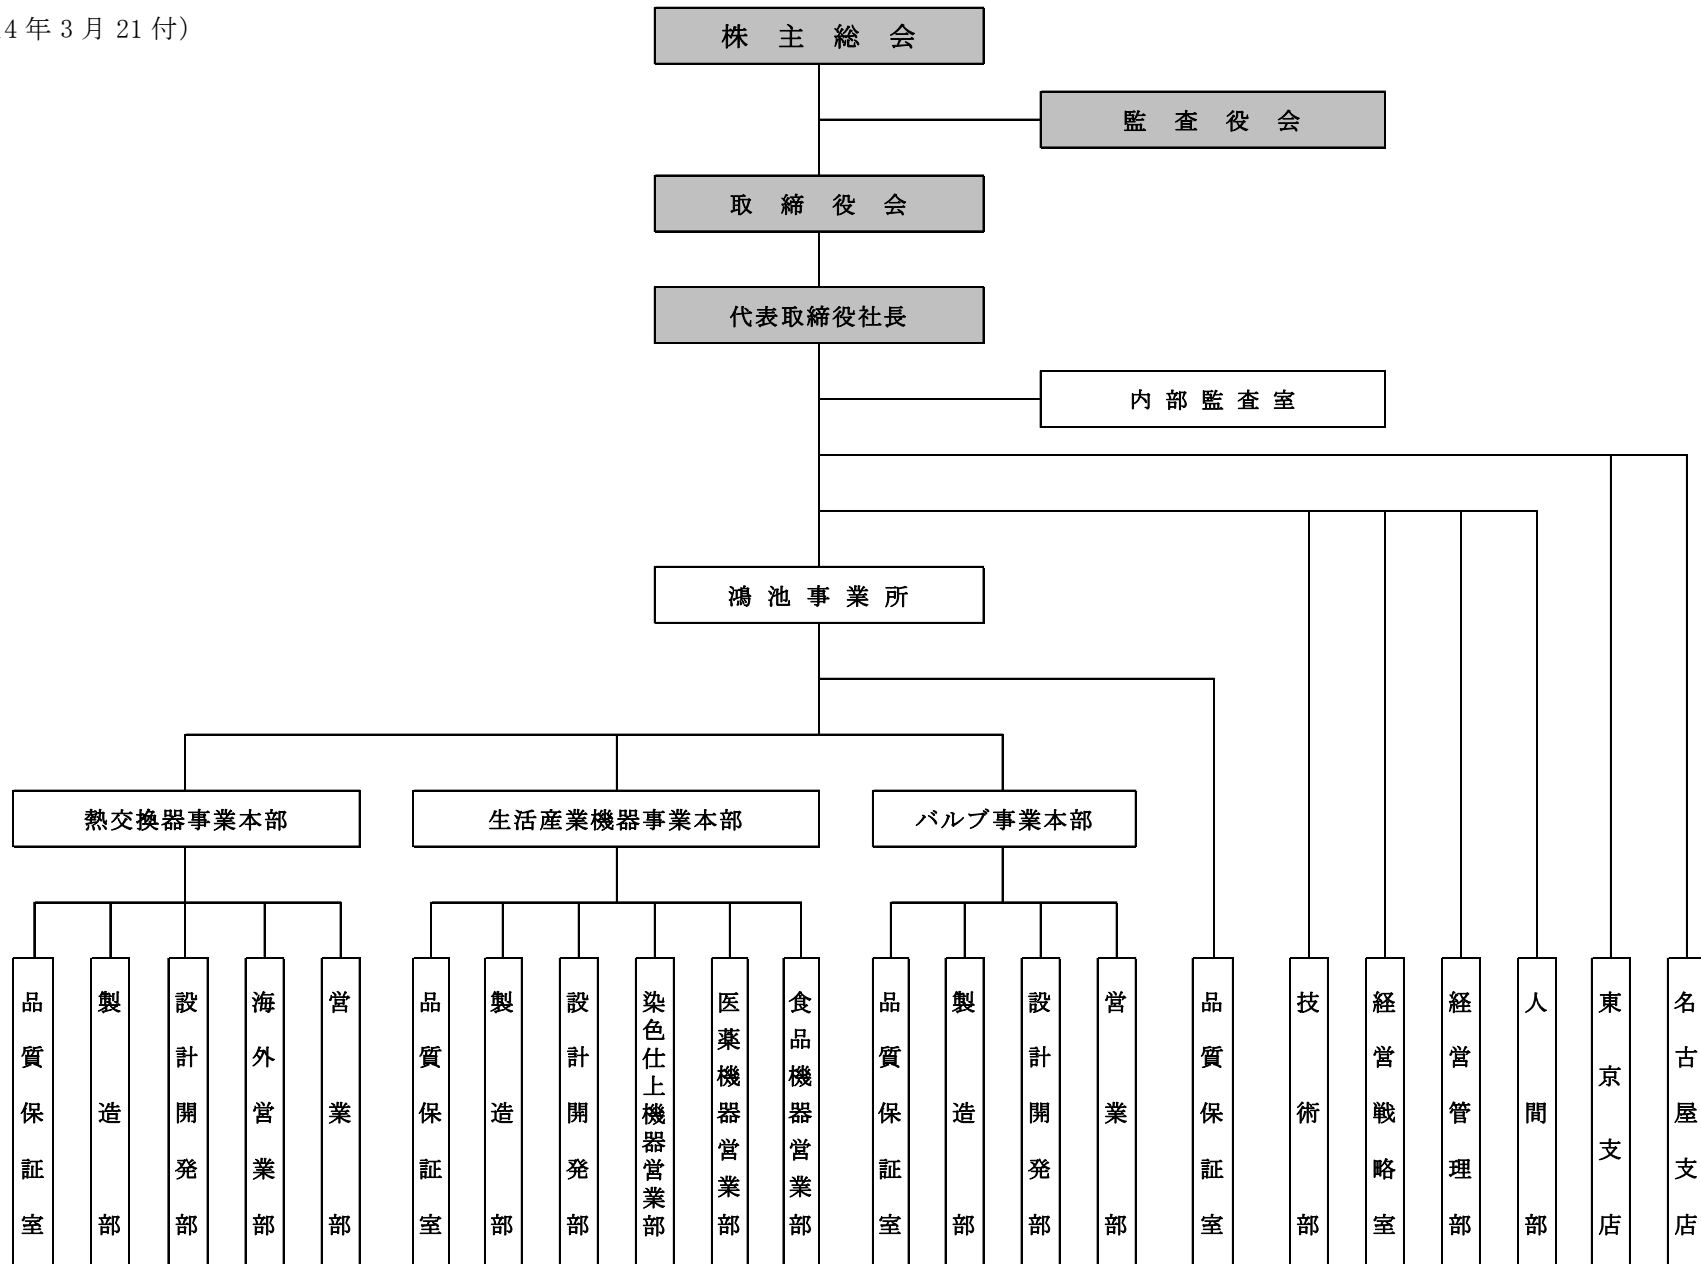 4年3月21付）
株主総会
監査役会
取締役会
代表取締役社長
内部監査室
鴻池事業所
熱交換器事業本部
生活産業機器事業本部
バルブ事業本部
品質保証室
製造部
設計開発部
海外営業部
営業部
品質保証室
製造部
設計開発部
染色仕上機器営業部
医薬機器営業部
食品機器営業部
品質保証室
製造部
設計開発部
営業部
品質保証室
技術部
経営戦略室
経営管理部
人間部
東京支店
名古屋支店